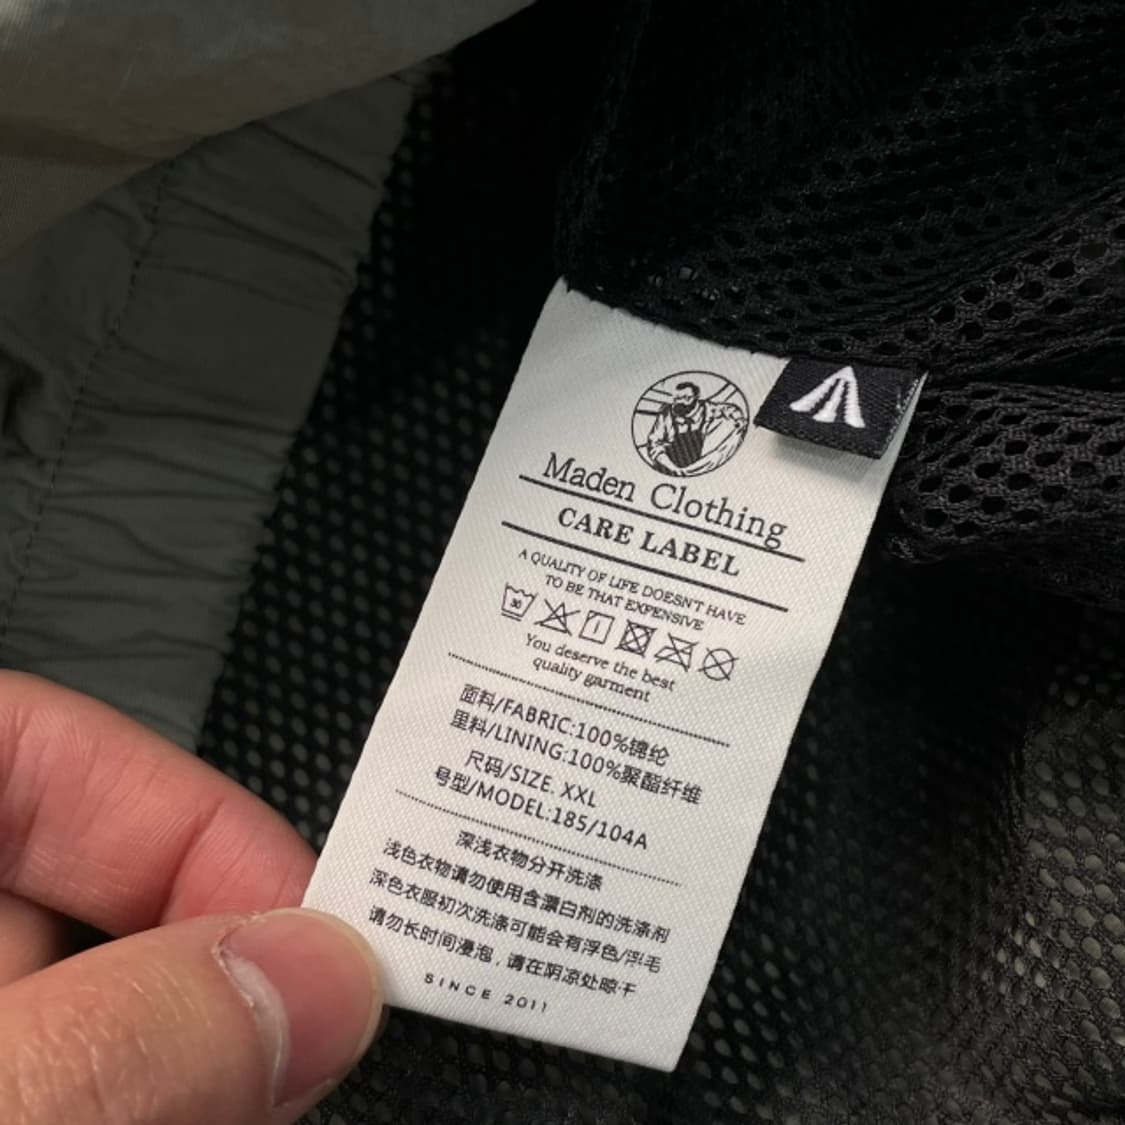 Maden Clothing
CARE LABEL
A QUALITY OF LIFE DOESN'T HAVE
TO BE THAT EXPENSIVE
30
You deserve the best
quality garment
面料/FABRIC:100%锦纶
里料/LINING:100%聚酯纤维
尺码/SIZE. XXL
号型/MODEL:185/104A
深浅衣物分开洗涤
浅色衣物请勿使用含漂白剂的洗涤剂
深色衣服初次洗涤可能会有浮色/浮毛
请勿长时间浸泡，请在阴凉处晾干
SINCE 2011